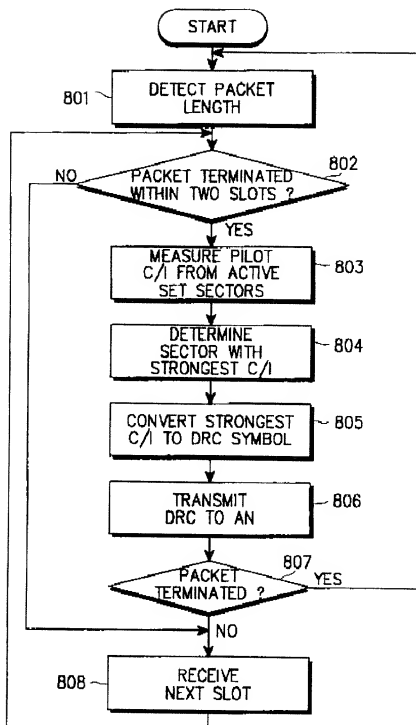 START
801
DETECT PACKET
LENGTH
802
NO
PACKET TERMINATED
WITHIN TWO SLOTS ?
YES
MEASURE PILOT
C/I FROM ACTIVE
SET SECTORS
803
DETERMINE
SECTOR WITH
STRONGEST C/I
804
CONVERT STRONGEST
C/I TO DRC SYMBOL
805
TRANSMIT
DRC TO AN
806
807
PACKET
TERMINATED ?
YES
NO
808
RECEIVE
NEXT SLOT